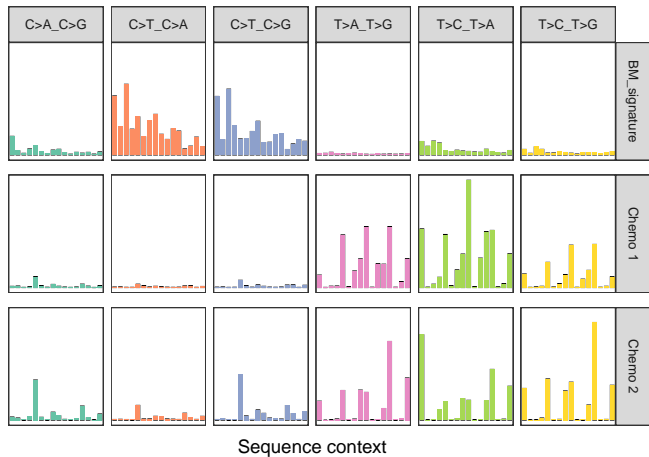 C>A_C>G C>T_C>A C>T_C>G T>A_T>G T>C_T>A T>C_T>G
BM_signature
Chemo 1
Chemo 2
Sequence context